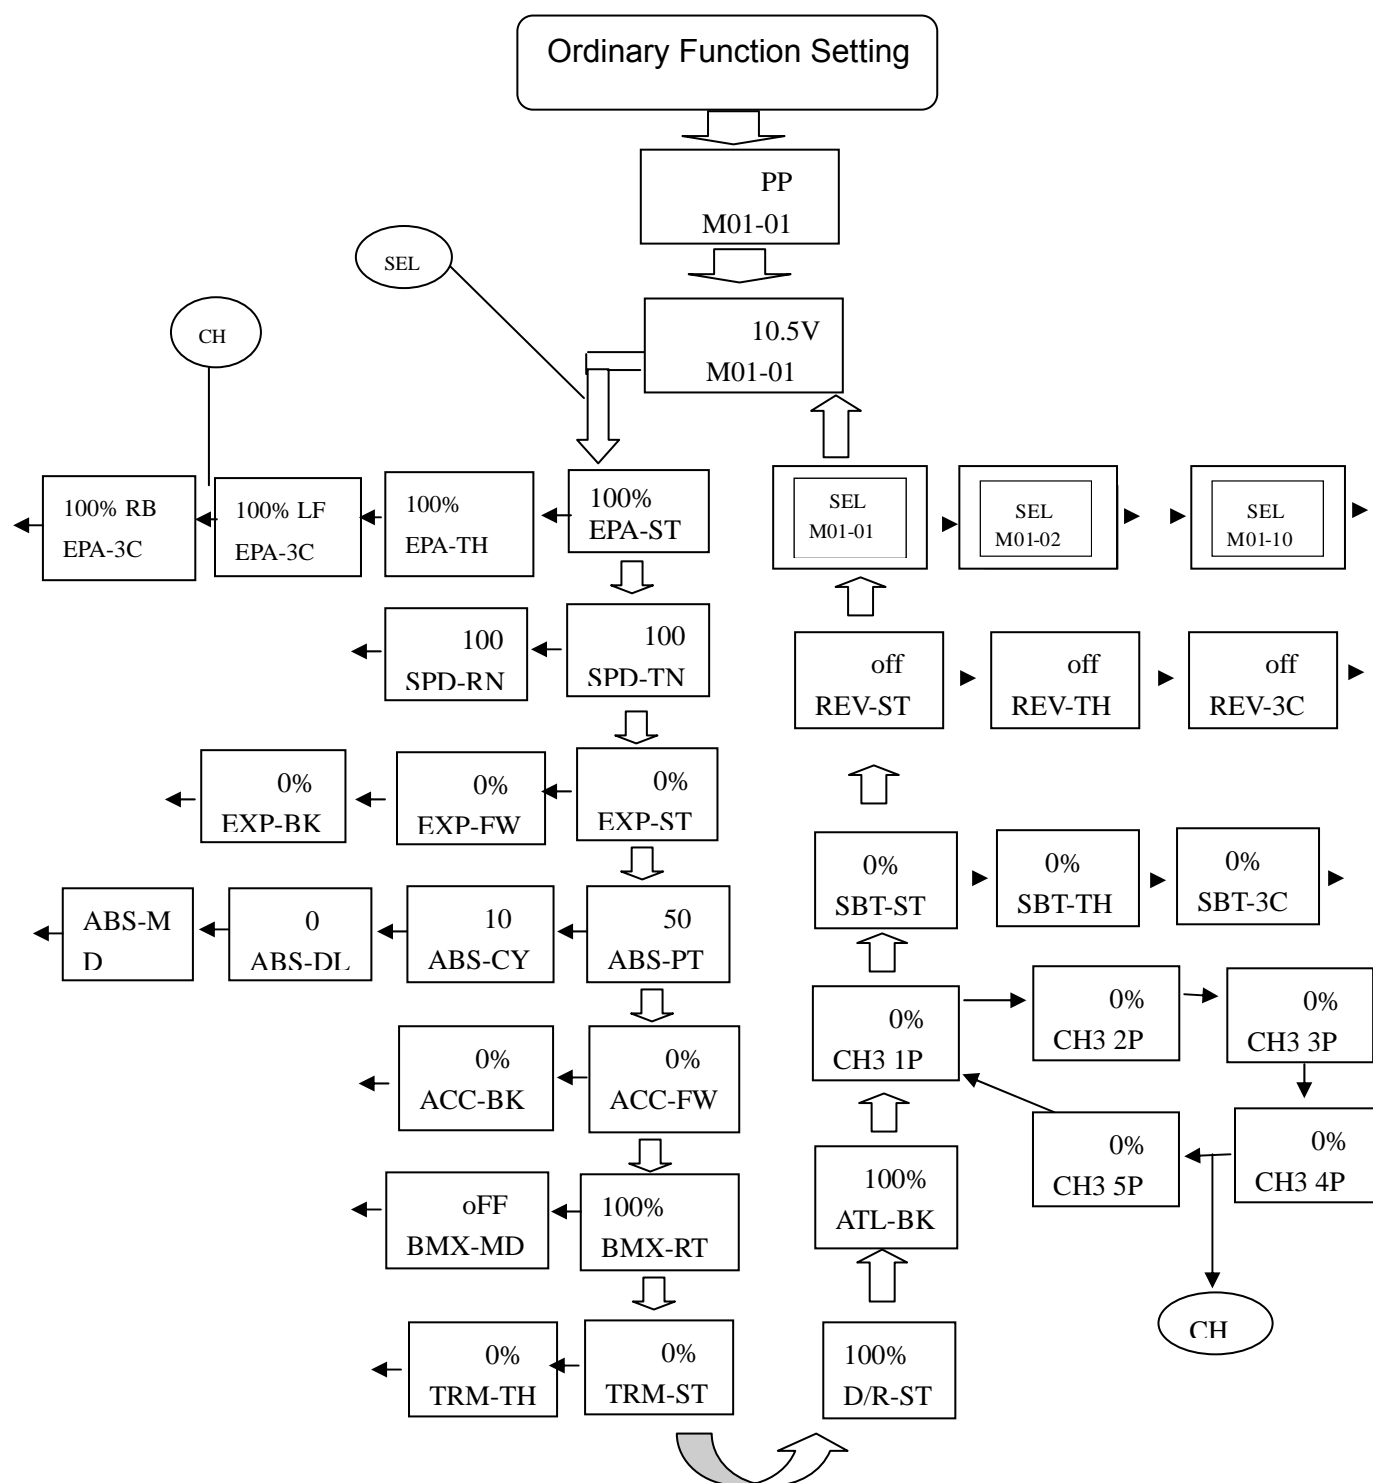 Ordinary Function Setting
PP
M01-01
SEL
CH
10.5V
M01-01
100% RB
EPA-3C
100% LF
EPA-3C
100%
EPA-TH
100%
EPA-ST
SEL
M01-01
SEL
M01-02
SEL
M01-10
100
SPD-RN
100
SPD-TN
off
REV-ST
off
REV-TH
off
REV-3C
0%
EXP-BK
0%
EXP-FW
0%
EXP-ST
0%
SBT-ST
0%
SBT-TH
0%
SBT-3C
ABS-M
D
0
ABS-DL
10
ABS-CY
50
ABS-PT
0%
CH3 1P
0%
CH3 2P
0%
CH3 3P
0%
ACC-BK
0%
ACC-FW
100%
ATL-BK
0%
CH3 5P
0%
CH3 4P
oFF
BMX-MD
100%
BMX-RT
CH
0%
TRM-TH
0%
TRM-ST
100%
D/R-ST